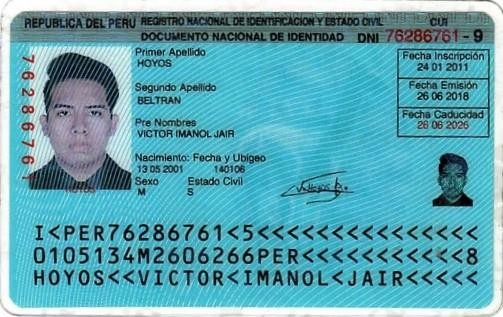 REPUBLICA DEL PERU REGISTRO NACIONAL DE IDENTIFICACION Y ESTADO CIVIL CUI
DOCUMENTO NACIONAL DE IDENTIDAD DNI 76286761 - 9
Primer Apellido
HOYOS
Segundo Apellido
BELTRAN
Pre Nombres
VICTOR IMANOL JAIR
Nacimiento: Fecha y Ubigeo
13 05 2001 140106
Sexo Estado Civil
M S
Fecha Inscripción
24 01 2011
Fecha Emisión
26 06 2018
Fecha Caducidad
26 06 2026
76286761
HOYOS
I<PER76286761<5<<<<<<<<<<<<<<<
0105134M2606266PER<<<<<<<<<<<8
HOYOS<<VICTOR<IMANOL<JAIR<<<<<